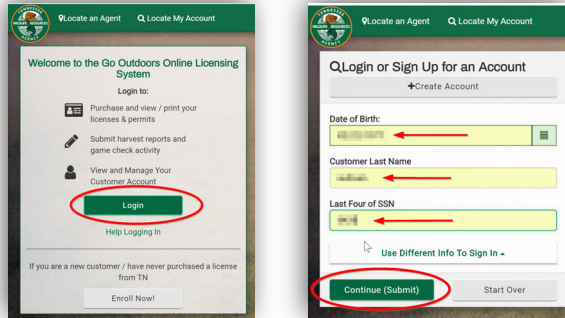 Locate an Agent
Locate My Account
Welcome to the Go Outdoors Online Licensing
System
Login to:
Purchase and view / print your
licenses & permits
Submit harvest reports and
game check activity
View and Manage Your
Customer Account
Login
Help Logging In
If you are a new customer / have never purchased a license
from TN
Enroll Now!
Locate an Agent
Locate My Account
Login or Sign Up for an Account
+Create Account
Date of Birth:
Customer Last Name
Last Four of SSN
Use Different Info To Sign In
Continue (Submit)
Start Over